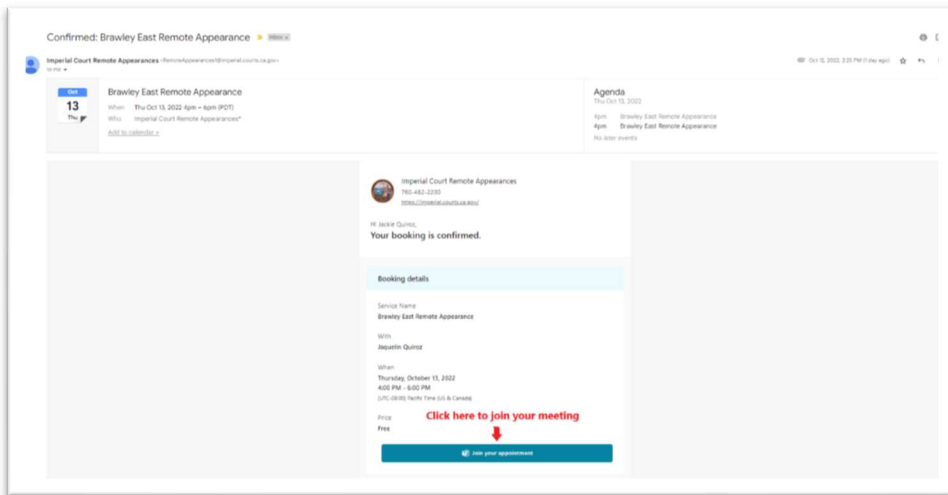 Confirmed: Brawley East Remote Appearance Inbox x
Imperial Court Remote Appearances <RemoteAppearances1@imperial.courts.ca.gov>
to me
Oct 12, 2022, 2:25 PM (1 day ago)
Oct
13
Thu
Brawley East Remote Appearance
When Thu Oct 13, 2022 4pm – 6pm (PDT)
Who Imperial Court Remote Appearances*
Add to calendar »
Agenda
Thu Oct 13, 2022
4pm Brawley East Remote Appearance
4pm Brawley East Remote Appearance
No later events
Imperial Court Remote Appearances
760-482-2200
https://imperial.courts.ca.gov/
Hi Jackie Quiroz,
Your booking is confirmed.
Booking details
Service Name
Brawley East Remote Appearance
With
Jaquelin Quiroz
When
Thursday, October 13, 2022
4:00 PM - 6:00 PM
(UTC-08:00) Pacific Time (US & Canada)
Price
Free
Click here to join your meeting
Join your appointment